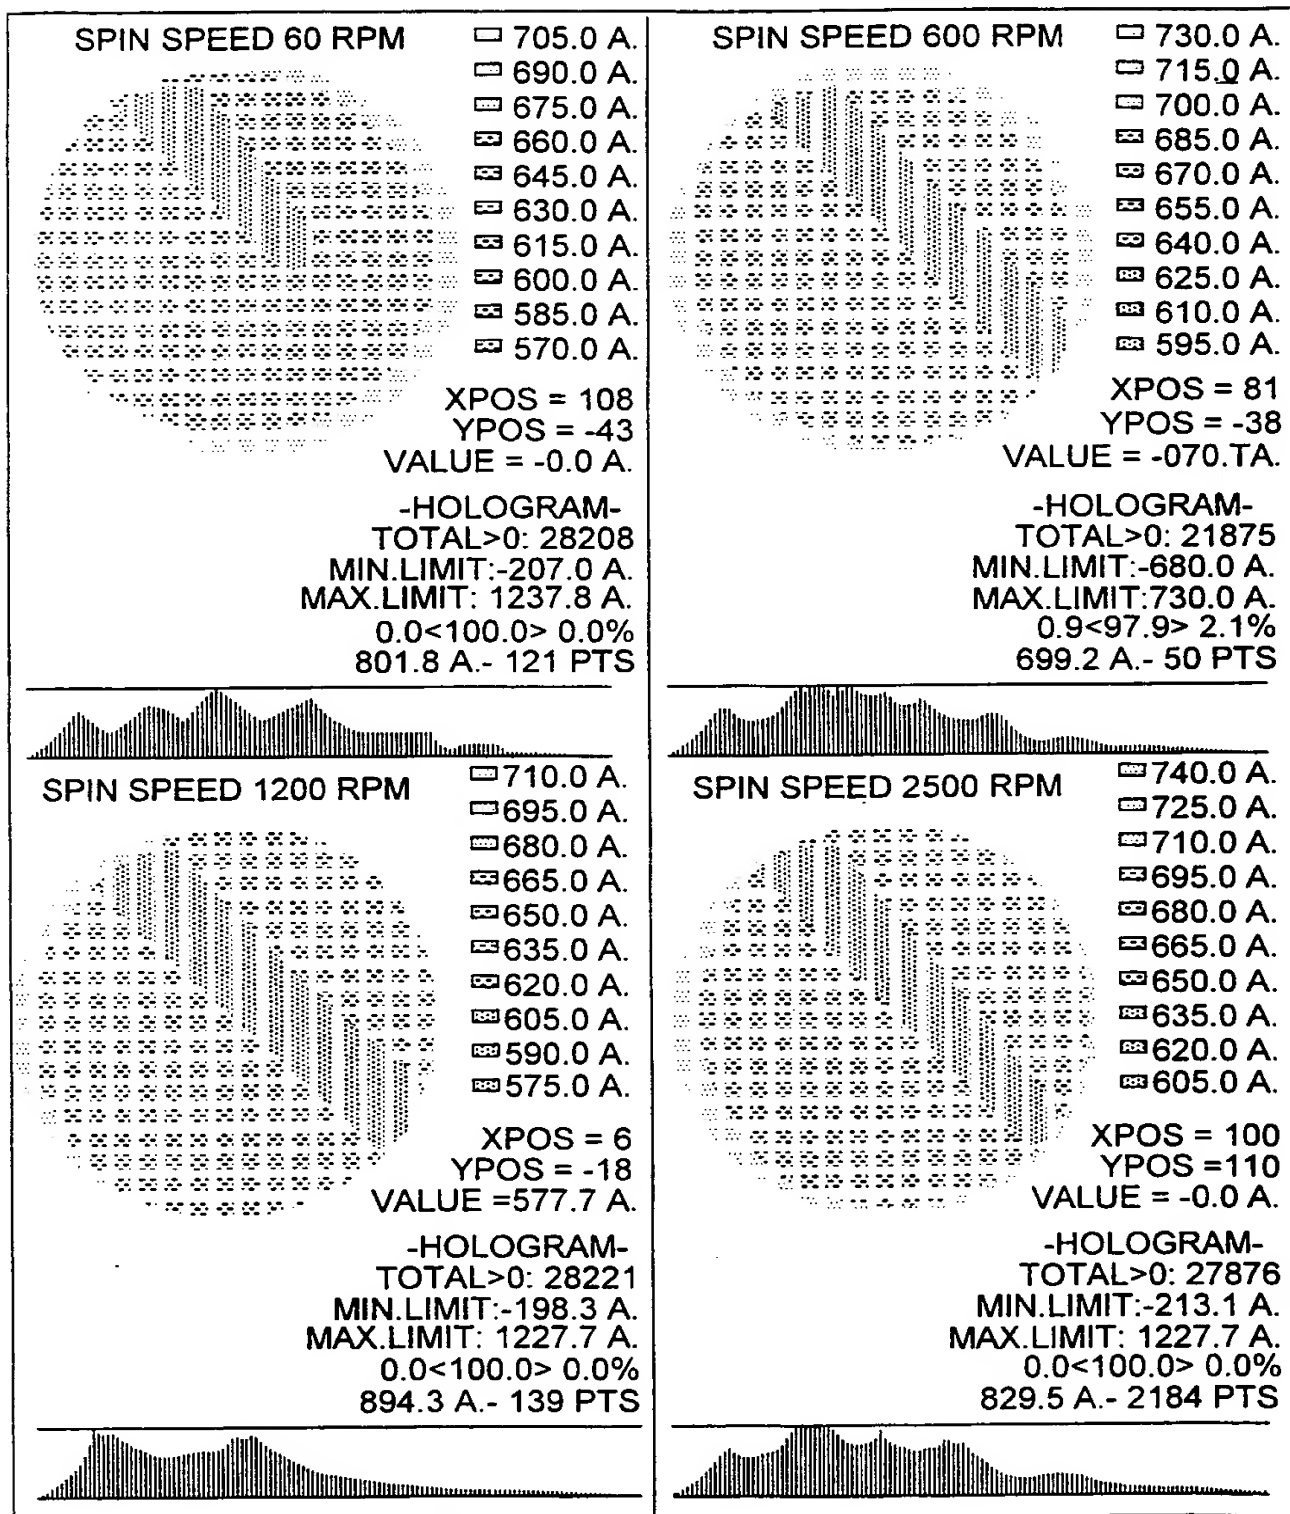 SPIN SPEED 60 RPM
705.0 A.
690.0 A.
675.0 A.
660.0 A.
645.0 A.
630.0 A.
615.0 A.
600.0 A.
585.0 A.
570.0 A.
XPOS = 108
YPOS = -43
VALUE = -0.0 A.
-HOLOGRAM-
TOTAL>0: 28208
MIN.LIMIT:-207.0 A.
MAX.LIMIT: 1237.8 A.
0.0<100.0> 0.0%
801.8 A.- 121 PTS
SPIN SPEED 600 RPM
730.0 A.
715.0 A.
700.0 A.
685.0 A.
670.0 A.
655.0 A.
640.0 A.
625.0 A.
610.0 A.
595.0 A.
XPOS = 81
YPOS = -38
VALUE = -070.TA.
-HOLOGRAM-
TOTAL>0: 21875
MIN.LIMIT:-680.0 A.
MAX.LIMIT:730.0 A.
0.9<97.9> 2.1%
699.2 A.- 50 PTS
SPIN SPEED 1200 RPM
710.0 A.
695.0 A.
680.0 A.
665.0 A.
650.0 A.
635.0 A.
620.0 A.
605.0 A.
590.0 A.
575.0 A.
XPOS = 6
YPOS = -18
VALUE =577.7 A.
-HOLOGRAM-
TOTAL>0: 28221
MIN.LIMIT:-198.3 A.
MAX.LIMIT: 1227.7 A.
0.0<100.0> 0.0%
894.3 A.- 139 PTS
SPIN SPEED 2500 RPM
740.0 A.
725.0 A.
710.0 A.
695.0 A.
680.0 A.
665.0 A.
650.0 A.
635.0 A.
620.0 A.
605.0 A.
XPOS = 100
YPOS =110
VALUE = -0.0 A.
-HOLOGRAM-
TOTAL>0: 27876
MIN.LIMIT:-213.1 A.
MAX.LIMIT: 1227.7 A.
0.0<100.0> 0.0%
829.5 A.- 2184 PTS